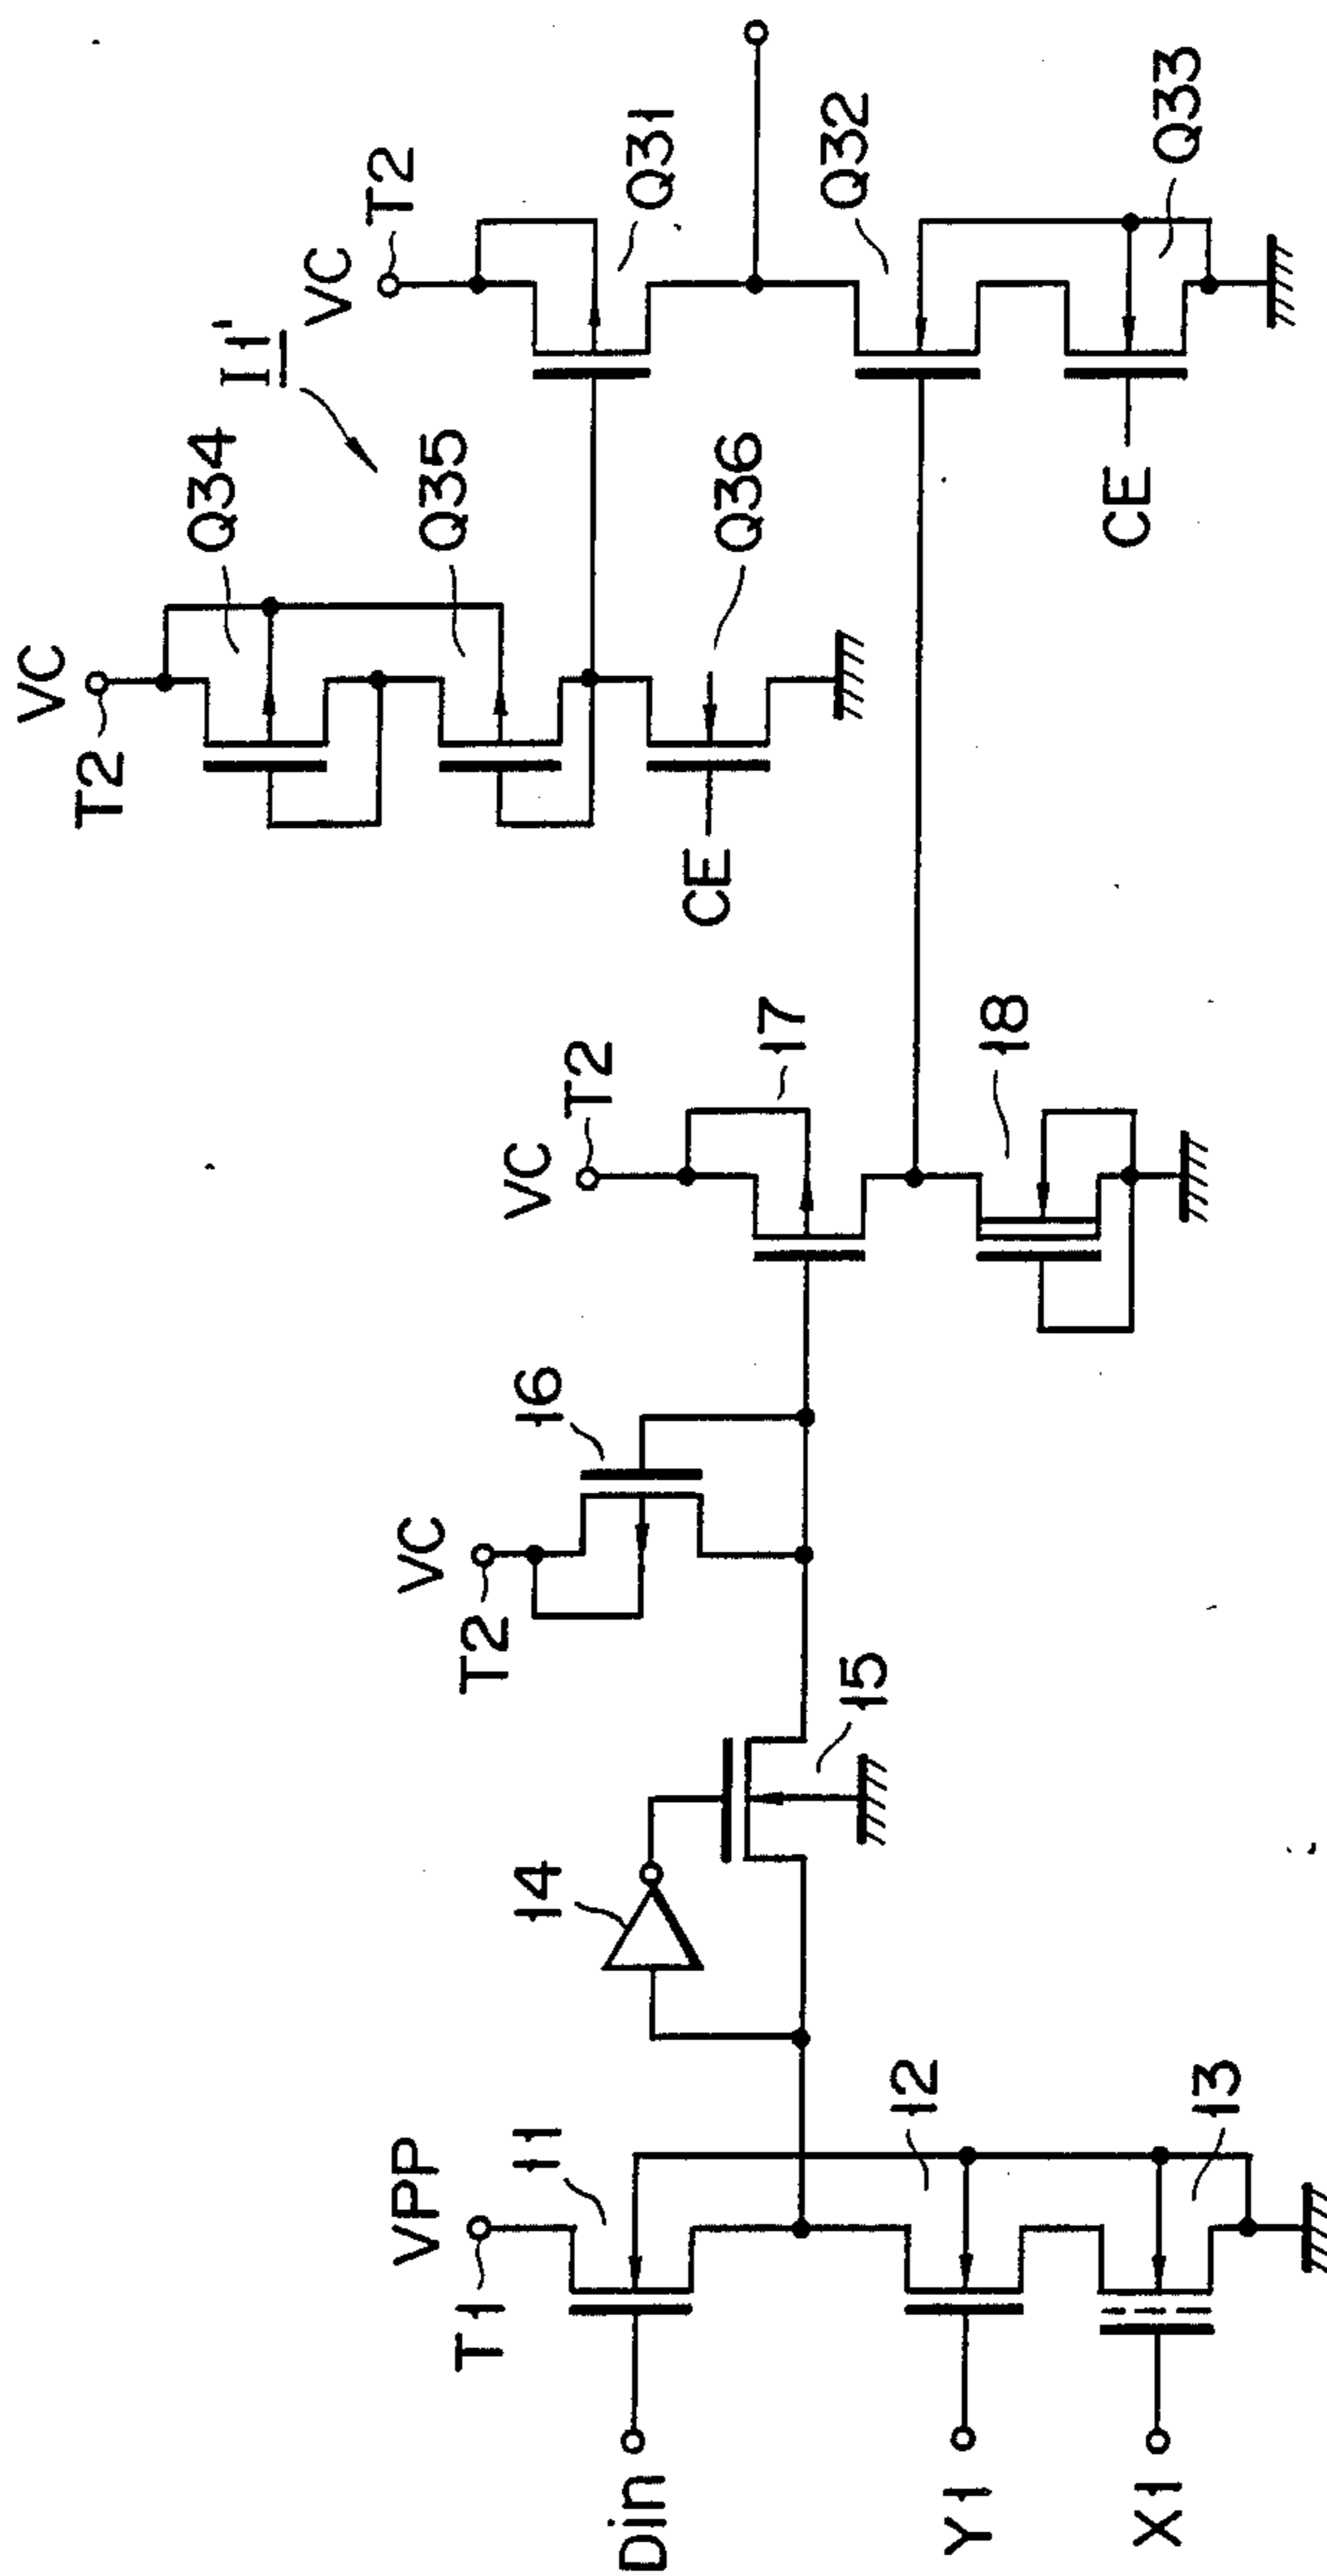 VPP
T1
11
Din
12
Y1
13
X1
14
15
VC
T2
16
VC
T2
17
18
VC
T2
Q34
Q35
Q36
CE
I1'
VC
T2
Q31
Q32
Q33
CE